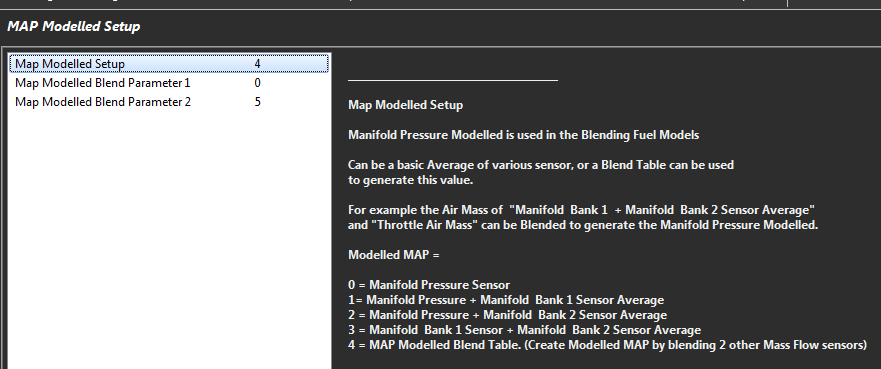 MAP Modelled Setup
Map Modelled Setup 4
Map Modelled Blend Parameter 1 0
Map Modelled Blend Parameter 2 5
Map Modelled Setup
Manifold Pressure Modelled is used in the Blending Fuel Models
Can be a basic Average of various sensor, or a Blend Table can be used
to generate this value.
For example the Air Mass of "Manifold Bank 1 + Manifold Bank 2 Sensor Average"
and "Throttle Air Mass" can be Blended to generate the Manifold Pressure Modelled.
Modelled MAP =
0 = Manifold Pressure Sensor
1= Manifold Pressure + Manifold Bank 1 Sensor Average
2 = Manifold Pressure + Manifold Bank 2 Sensor Average
3 = Manifold Bank 1 Sensor + Manifold Bank 2 Sensor Average
4 = MAP Modelled Blend Table. (Create Modelled MAP by blending 2 other Mass Flow sensors)